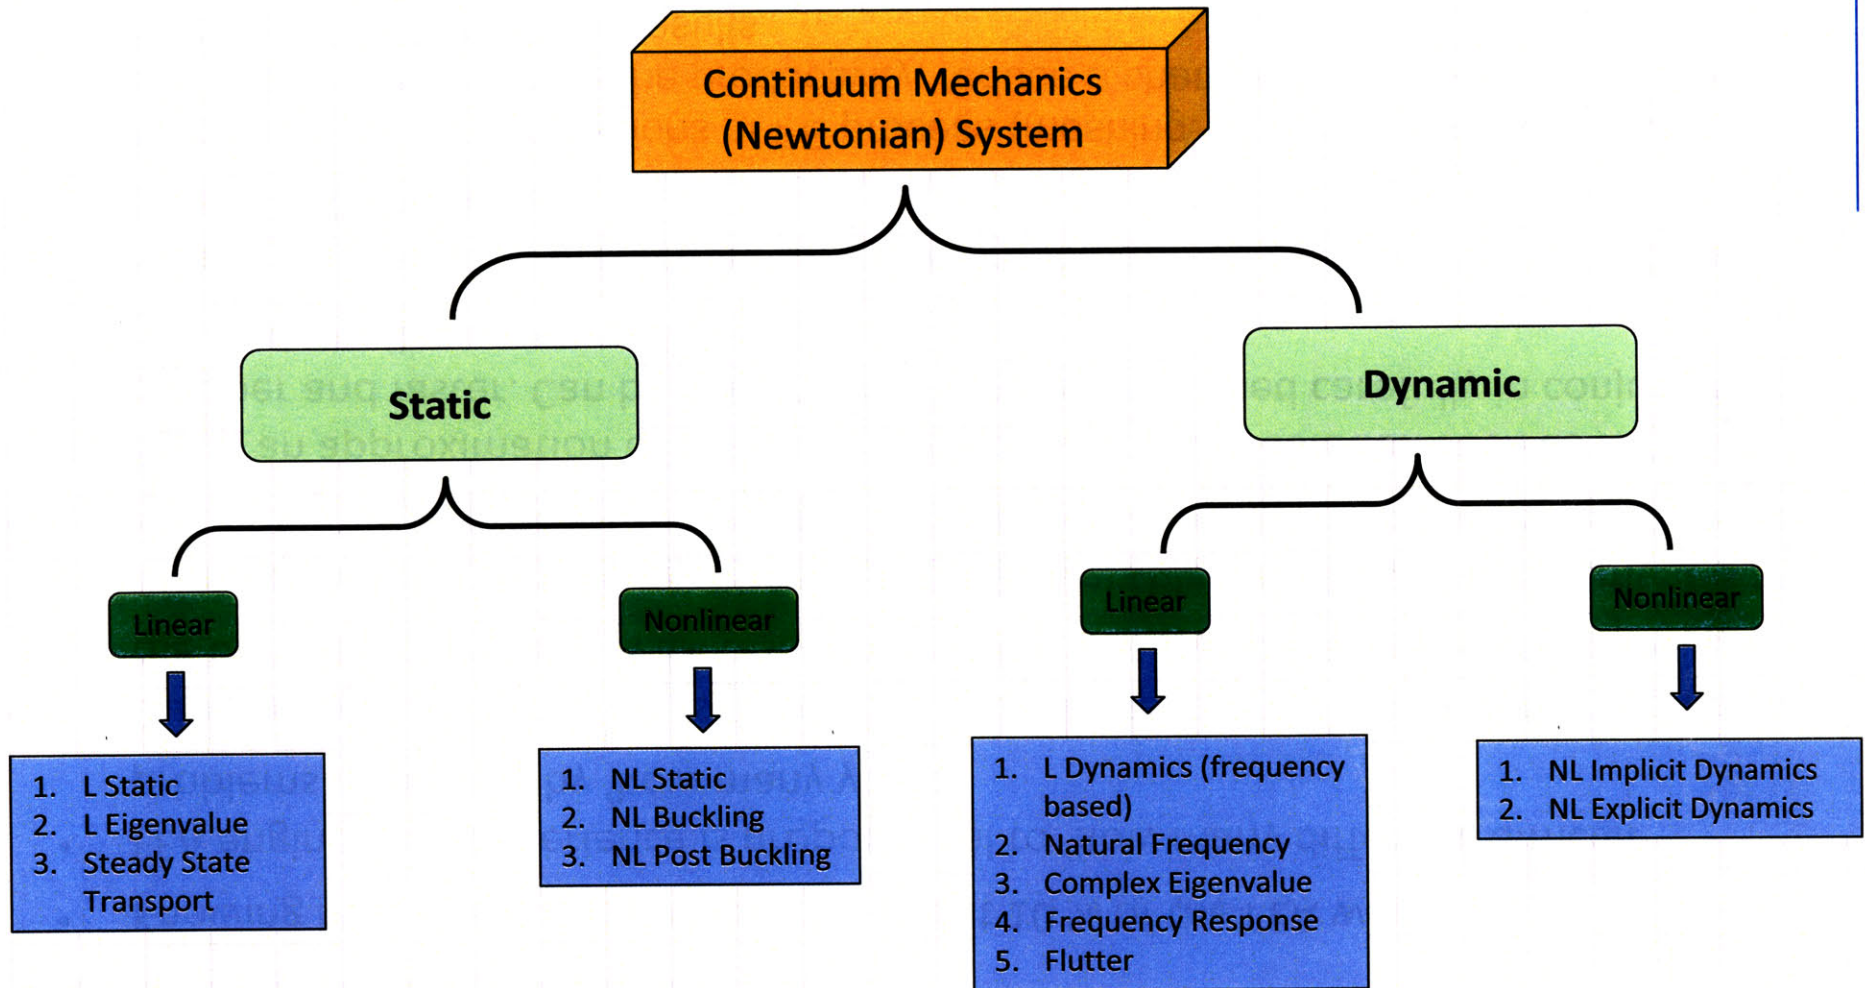 Continuum Mechanics
(Newtonian) System
Static
Dynamic
Linear
Nonlinear
Linear
Nonlinear
1. L Static
2. L Eigenvalue
3. Steady State
Transport
1. NL Static
2. NL Buckling
3. NL Post Buckling
1. L Dynamics (frequency
based)
2. Natural Frequency
3. Complex Eigenvalue
4. Frequency Response
5. Flutter
1. NL Implicit Dynamics
2. NL Explicit Dynamics